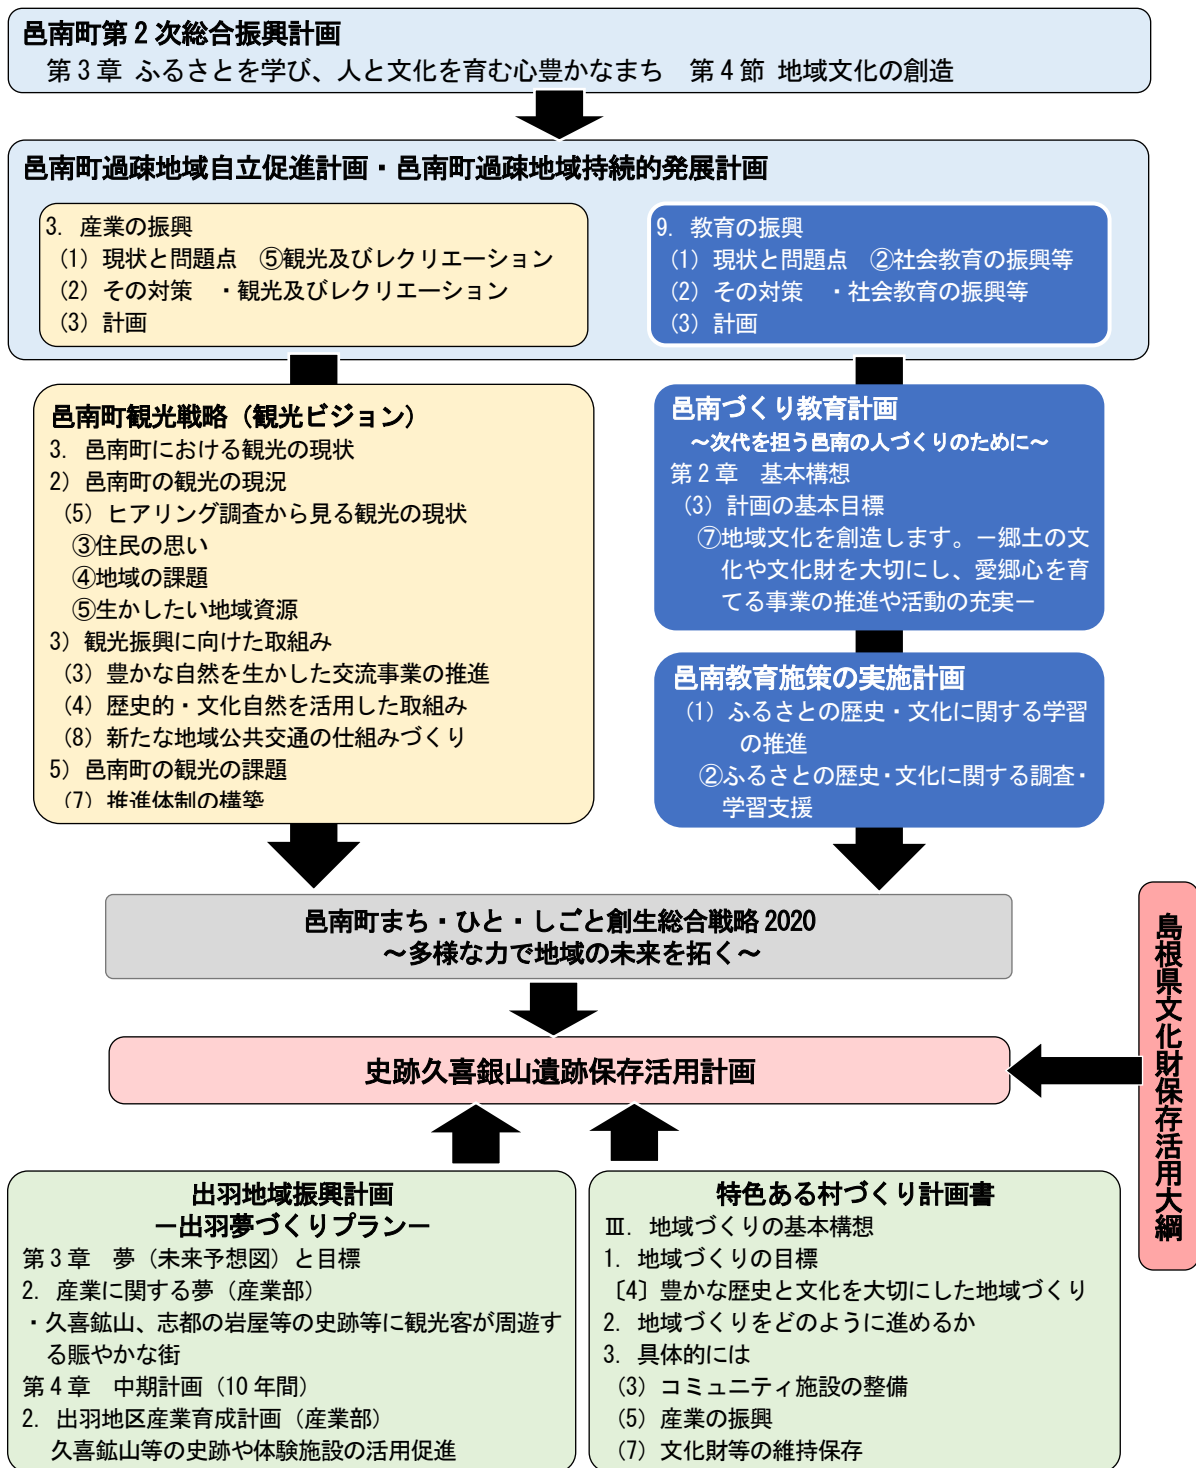 邑南町第2次総合振興計画
第3章 ふるさとを学び、人と文化を育む心豊かなまち 第4節 地域文化の創造
邑南町過疎地域自立促進計画・邑南町過疎地域持続的発展計画
3. 産業の振興
(1) 現状と問題点 ⑤観光及びレクリエーション
(2) その対策 ・観光及びレクリエーション
(3) 計画
9. 教育の振興
(1) 現状と問題点 ②社会教育の振興等
(2) その対策 ・社会教育の振興等
(3) 計画
邑南町観光戦略(観光ビジョン)
3. 邑南町における観光の現状
2) 邑南町の観光の現況
(5) ヒアリング調査から見る観光の現状
③住民の思い
④地域の課題
⑤生かしたい地域資源
3) 観光振興に向けた取組み
(3) 豊かな自然を生かした交流事業の推進
(4) 歴史的・文化自然を活用した取組み
(8) 新たな地域公共交通の仕組みづくり
5) 邑南町の観光の課題
(7) 推進体制の構築
邑南づくり教育計画
～次代を担う邑南の人づくりのために～
第2章 基本構想
(3) 計画の基本目標
⑦地域文化を創造します。－郷土の文
化や文化財を大切にし、愛郷心を育
てる事業の推進や活動の充実－
邑南教育施策の実施計画
(1) ふるさとの歴史・文化に関する学習
の推進
②ふるさとの歴史・文化に関する調査・
学習支援
邑南町まち・ひと・しごと創生総合戦略2020
～多様な力で地域の未来を拓く～
史跡久喜銀山遺跡保存活用計画
島根県文化財保存活用大綱
出羽地域振興計画
－出羽夢づくりプラン－
第3章 夢(未来予想図)と目標
2. 産業に関する夢(産業部)
・久喜鉱山、志都の岩屋等の史跡等に観光客が周遊す
る賑やかな街
第4章 中期計画(10年間)
2. 出羽地区産業育成計画(産業部)
久喜鉱山等の史跡や体験施設の活用促進
特色ある村づくり計画書
Ⅲ. 地域づくりの基本構想
1. 地域づくりの目標
〔4〕豊かな歴史と文化を大切にした地域づくり
2. 地域づくりをどのように進めるか
3. 具体的には
(3) コミュニティ施設の整備
(5) 産業の振興
(7) 文化財等の維持保存